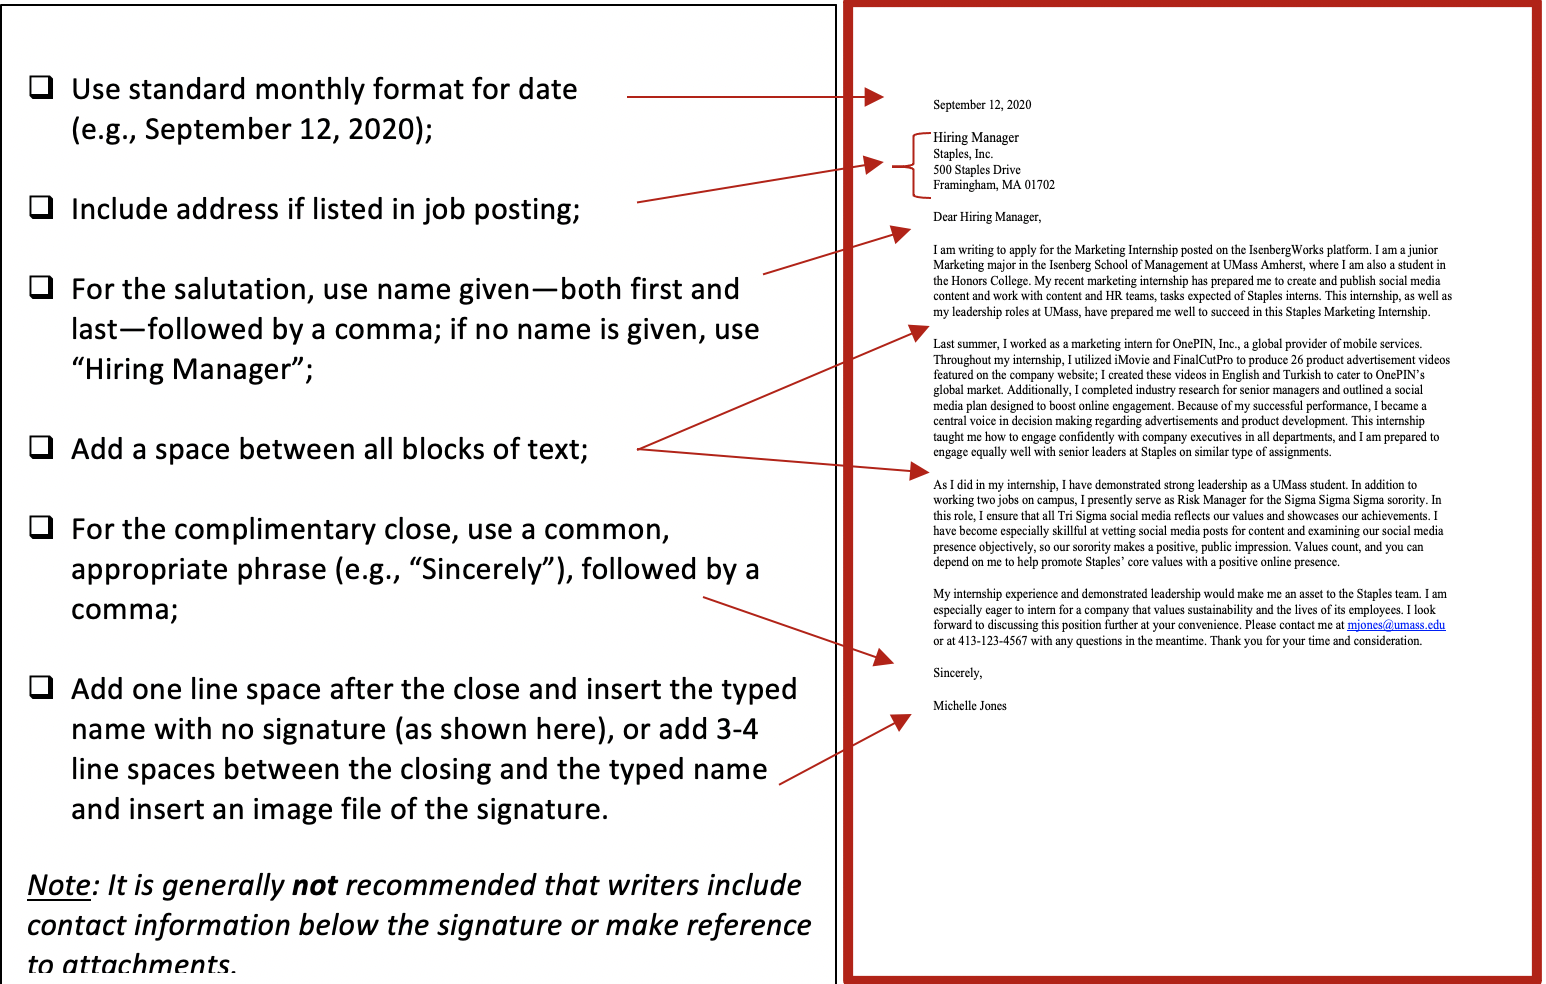 Use standard monthly format for date
(e.g., September 12, 2020);
Include address if listed in job posting;
For the salutation, use name given—both first and
last—followed by a comma; if no name is given, use
“Hiring Manager”;
Add a space between all blocks of text;
For the complimentary close, use a common,
appropriate phrase (e.g., “Sincerely”), followed by a
comma;
Add one line space after the close and insert the typed
name with no signature (as shown here), or add 3-4
line spaces between the closing and the typed name
and insert an image file of the signature.
Note: It is generally not recommended that writers include
contact information below the signature or make reference
to attachments.
September 12, 2020
Hiring Manager
Staples, Inc.
500 Staples Drive
Framingham, MA 01702
Dear Hiring Manager,
I am writing to apply for the Marketing Internship posted on the IsenbergWorks platform. I am a junior
Marketing major in the Isenberg School of Management at UMass Amherst, where I am also a student in
the Honors College. My recent marketing internship has prepared me to create and publish social media
content and work with content and HR teams, tasks expected of Staples interns. This internship, as well as
my leadership roles at UMass, have prepared me well to succeed in this Staples Marketing Internship.
Last summer, I worked as a marketing intern for OnePIN, Inc., a global provider of mobile services.
Throughout my internship, I utilized iMovie and FinalCutPro to produce 26 product advertisement videos
featured on the company website; I created these videos in English and Turkish to cater to OnePIN’s
global market. Additionally, I completed industry research for senior managers and outlined a social
media plan designed to boost online engagement. Because of my successful performance, I became a
central voice in decision making regarding advertisements and product development. This internship
taught me how to engage confidently with company executives in all departments, and I am prepared to
engage equally well with senior leaders at Staples on similar type of assignments.
As I did in my internship, I have demonstrated strong leadership as a UMass student. In addition to
working two jobs on campus, I presently serve as Risk Manager for the Sigma Sigma Sigma sorority. In
this role, I ensure that all Tri Sigma social media reflects our values and showcases our achievements. I
have become especially skillful at vetting social media posts for content and examining our social media
presence objectively, so our sorority makes a positive, public impression. Values count, and you can
depend on me to help promote Staples’ core values with a positive online presence.
My internship experience and demonstrated leadership would make me an asset to the Staples team. I am
especially eager to intern for a company that values sustainability and the lives of its employees. I look
forward to discussing this position further at your convenience. Please contact me at mjones@umass.edu
or at 413-123-4567 with any questions in the meantime. Thank you for your time and consideration.
Sincerely,
Michelle Jones